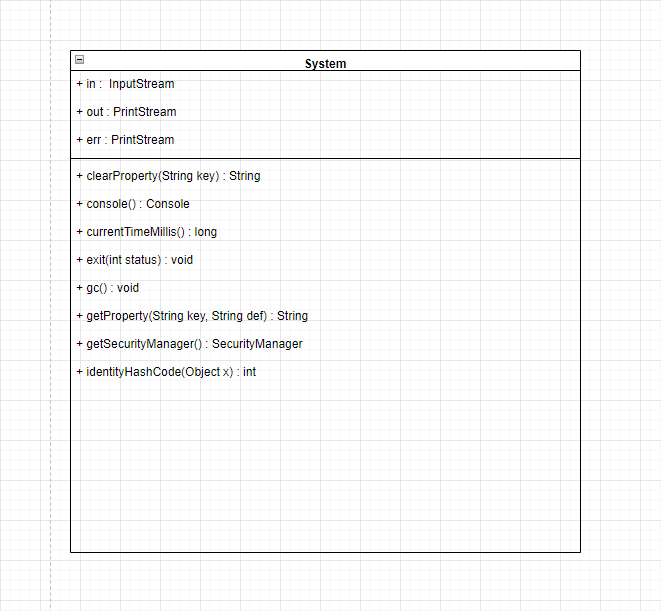 System
+ in :  InputStream
+ out : PrintStream
+ err : PrintStream
+ clearProperty(String key) : String
+ console() : Console
+ currentTimeMillis() : long
+ exit(int status) : void
+ gc() : void
+ getProperty(String key, String def) : String
+ getSecurityManager() : SecurityManager
+ identityHashCode(Object x) : int